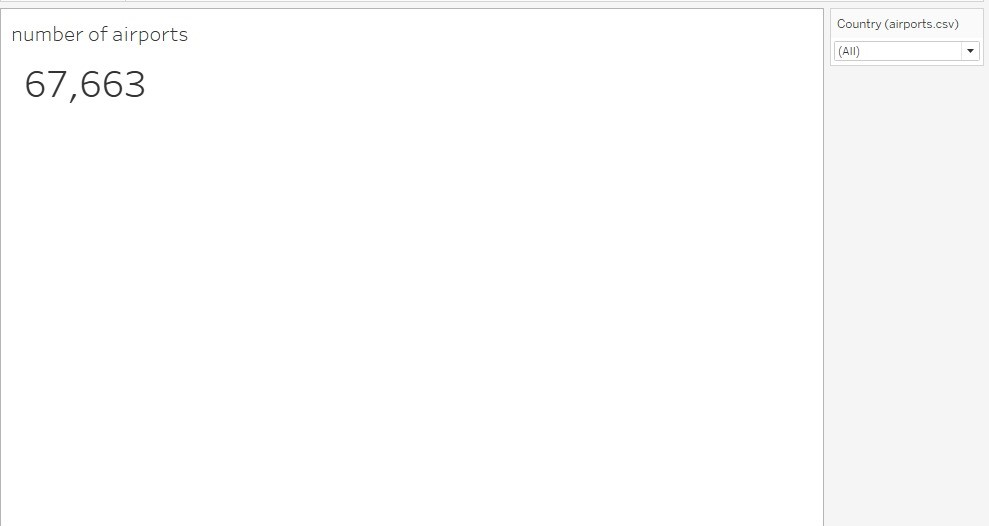 number of airports
67,663
Country (airports.csv)
(All)